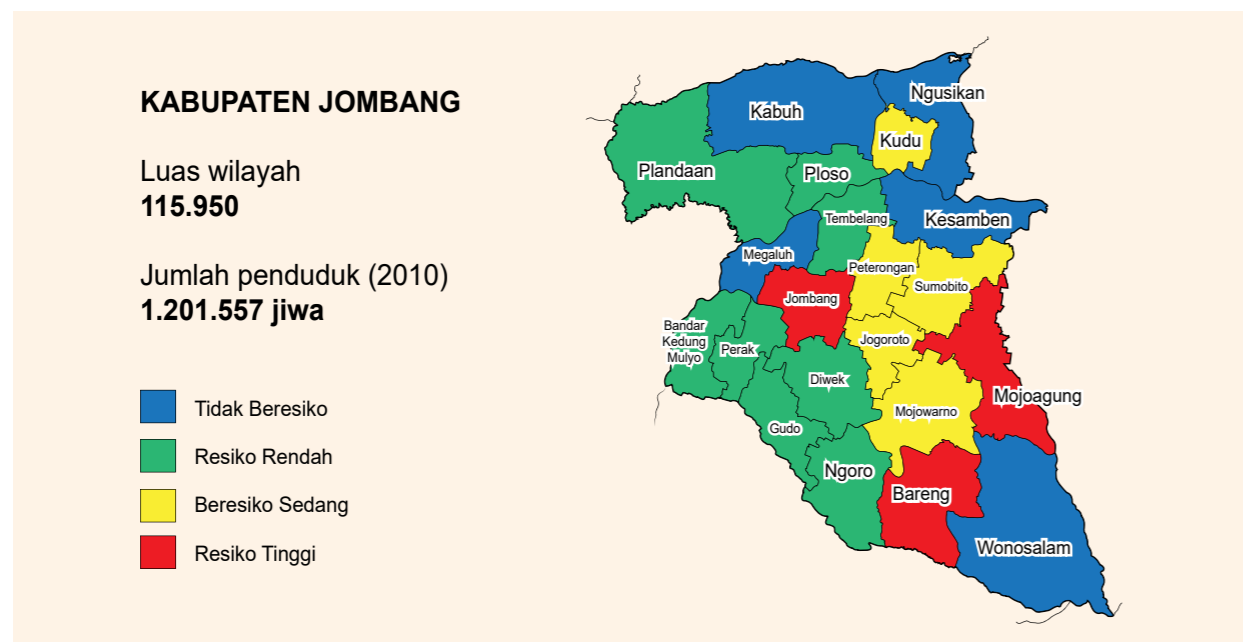 KABUPATEN JOMBANG
Luas wilayah
115.950
Jumlah penduduk (2010)
1.201.557 jiwa
Tidak Beresiko
Resiko Rendah
Beresiko Sedang
Resiko Tinggi
Ngusikan
Kabuh
Kudu
Plandaan
Ploso
Tembelang
Kesamben
Megaluh
Peterongan
Sumobito
Jombang
Bandar
Kedung
Mulyo
Perak
Jogoroto
Diwek
Mojoagung
Mojowarno
Gudo
Ngoro
Bareng
Wonosalam